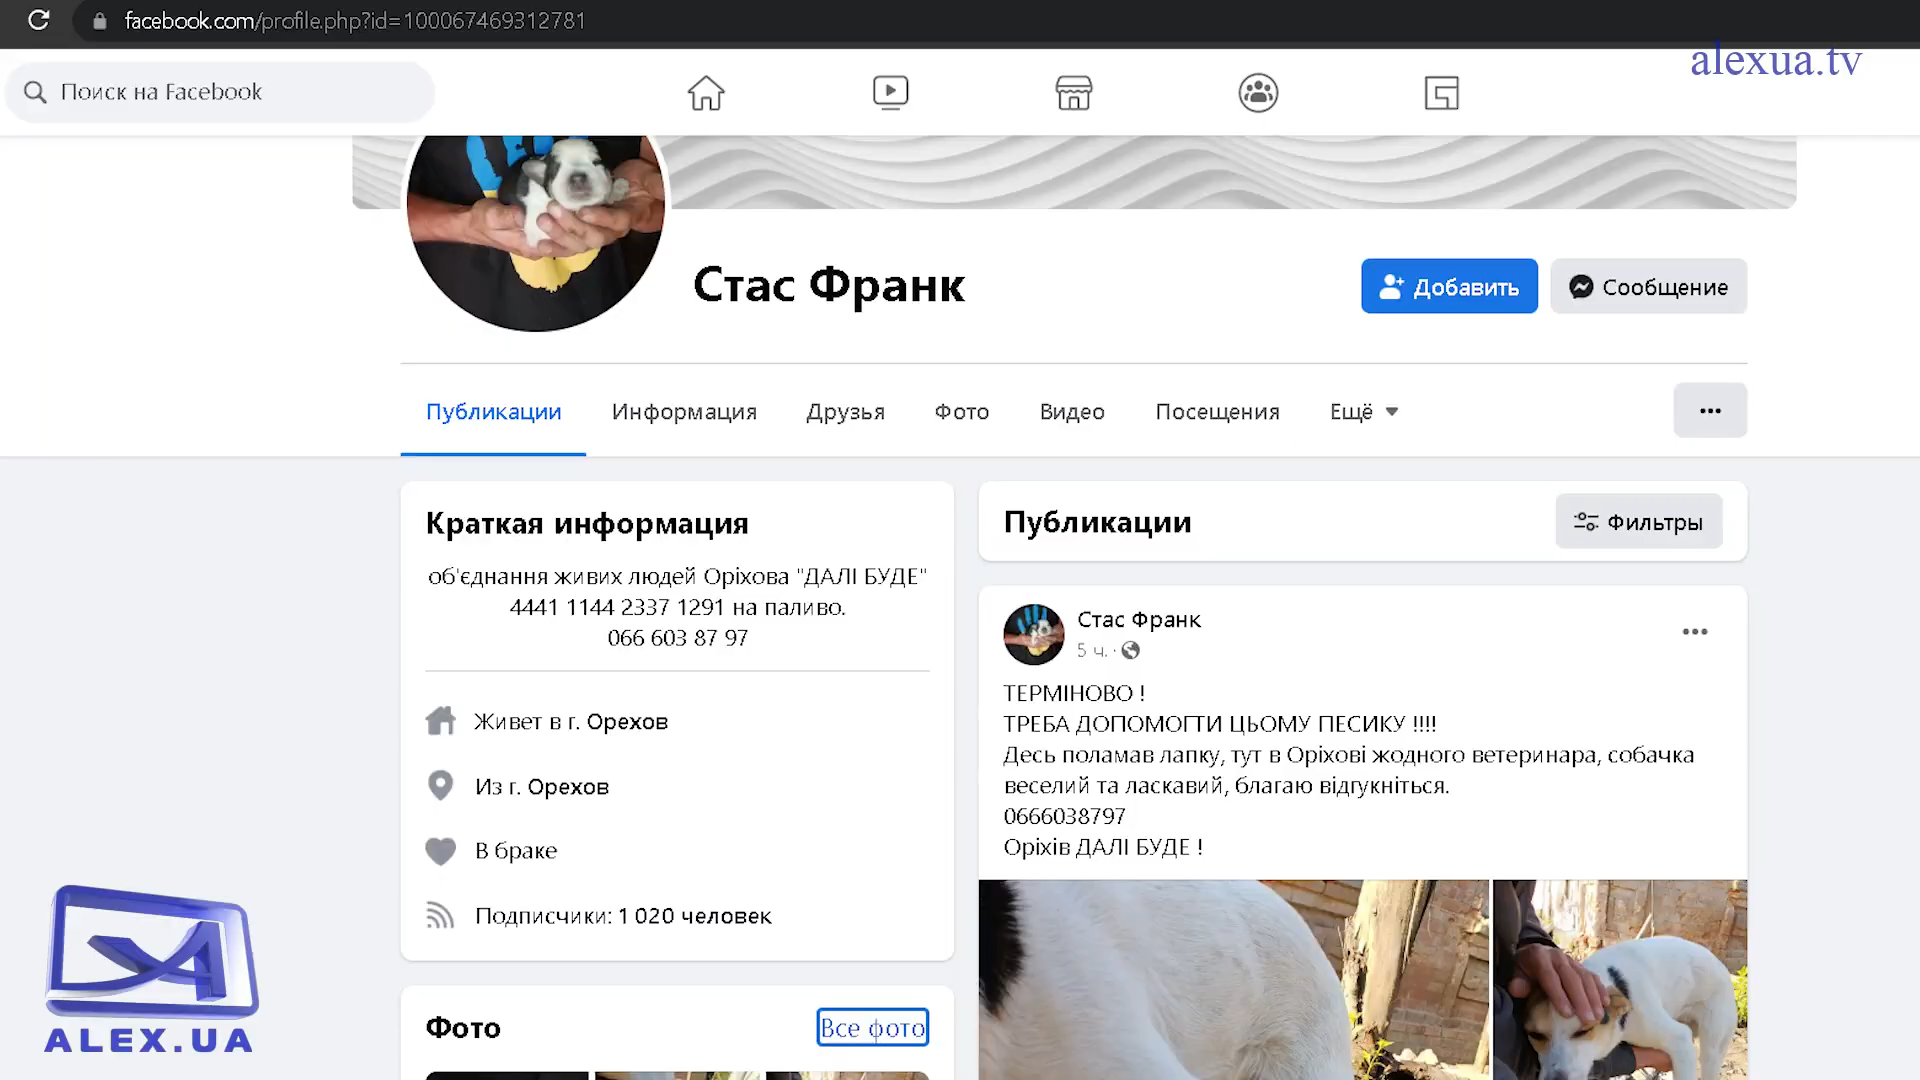 facebook.com/profile.php?id=100067469312781
alexua.tv
Поиск на Facebook
Стас Франк
Добавить
Сообщение
Публикации
Информация
Друзья
Фото
Видео
Посещения
Ещё
Краткая информация
об'єднання живих людей Оріхова "ДАЛІ БУДЕ"
4441 1144 2337 1291 на паливо.
066 603 87 97
Живет в г. Орехов
Из г. Орехов
В браке
Подписчики: 1 020 человек
Фото
Все фото
Публикации
Фильтры
Стас Франк
5 ч. ·
ТЕРМІНОВО !
ТРЕБА ДОПОМОГТИ ЦЬОМУ ПЕСИКУ !!!!
Десь поламав лапку, тут в Оріхові жодного ветеринара, собачка
веселий та ласкавий, благаю відгукніться.
0666038797
Оріхів ДАЛІ БУДЕ !
ALEX.UA